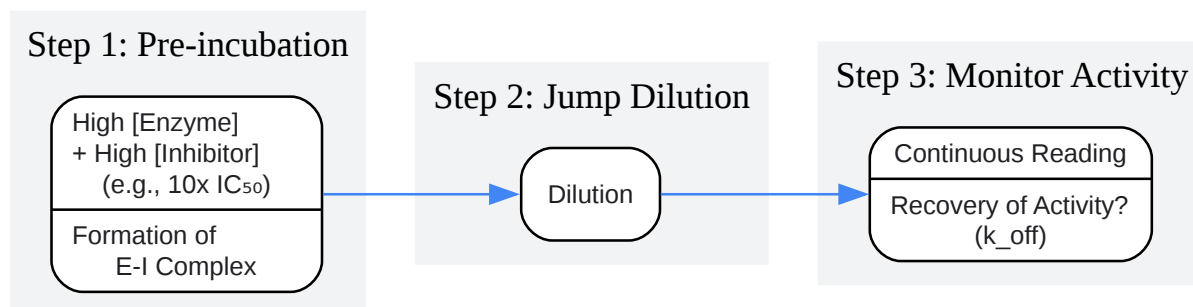 Step 1: Pre-incubation
High [Enzyme]
+ High [Inhibitor]
(e.g., 10x IC₅₀)
Formation of
E-I Complex
Step 2: Jump Dilution
Dilution
Step 3: Monitor Activity
Continuous Reading
Recovery of Activity?
(k_off)